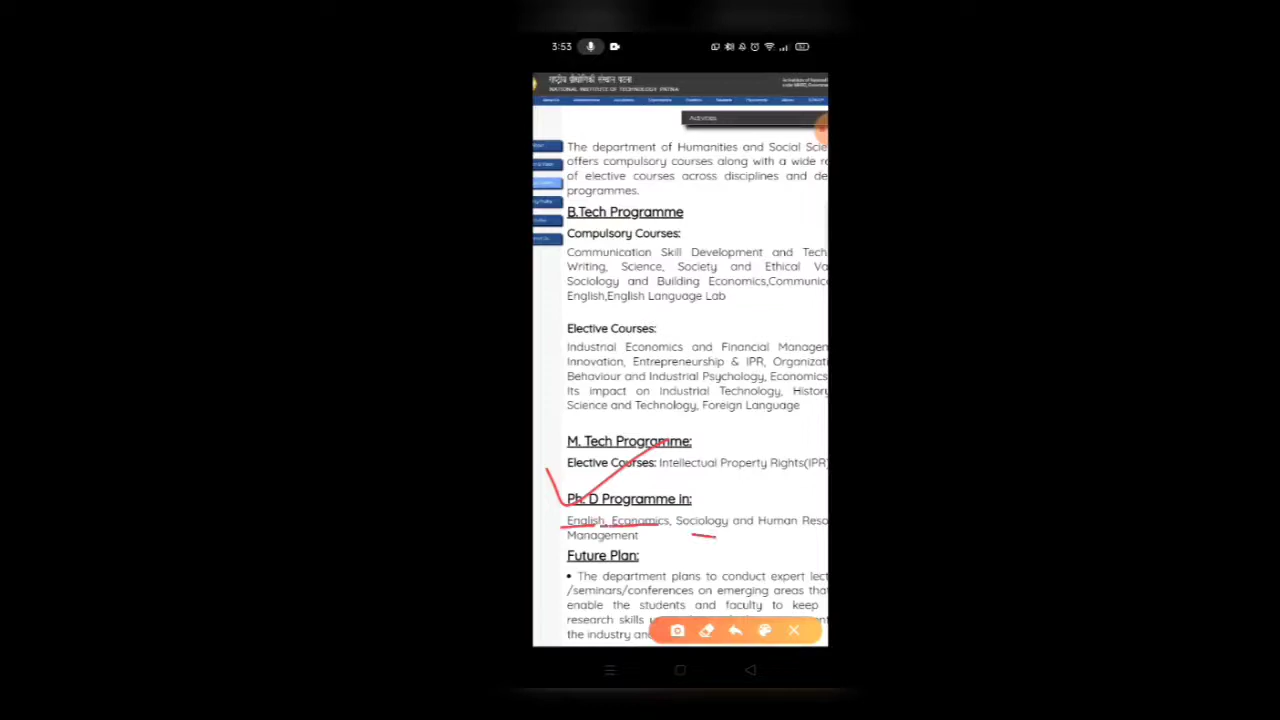 3:53
राष्ट्रीय प्रौद्योगिकी संस्थान पटना
NATIONAL INSTITUTE OF TECHNOLOGY PATNA
Activities
The department of Humanities and Social Scie
offers compulsory courses along with a wide r
of elective courses across disciplines and de
programmes.
B.Tech Programme
Compulsory Courses:
Communication Skill Development and Tech
Writing, Science, Society and Ethical Va
Sociology and Building Economics,Communic
English,English Language Lab
Elective Courses:
Industrial Economics and Financial Managem
Innovation, Entrepreneurship & IPR, Organizati
Behaviour and Industrial Psychology, Economics
Its impact on Industrial Technology, History
Science and Technology, Foreign Language
M. Tech Programme:
Elective Courses: Intellectual Property Rights(IPR)
Ph. D Programme in:
English, Economics, Sociology and Human Reso
Management
Future Plan:
• The department plans to conduct expert lect
/seminars/conferences on emerging areas that
enable the students and faculty to keep
research skills
the industry an